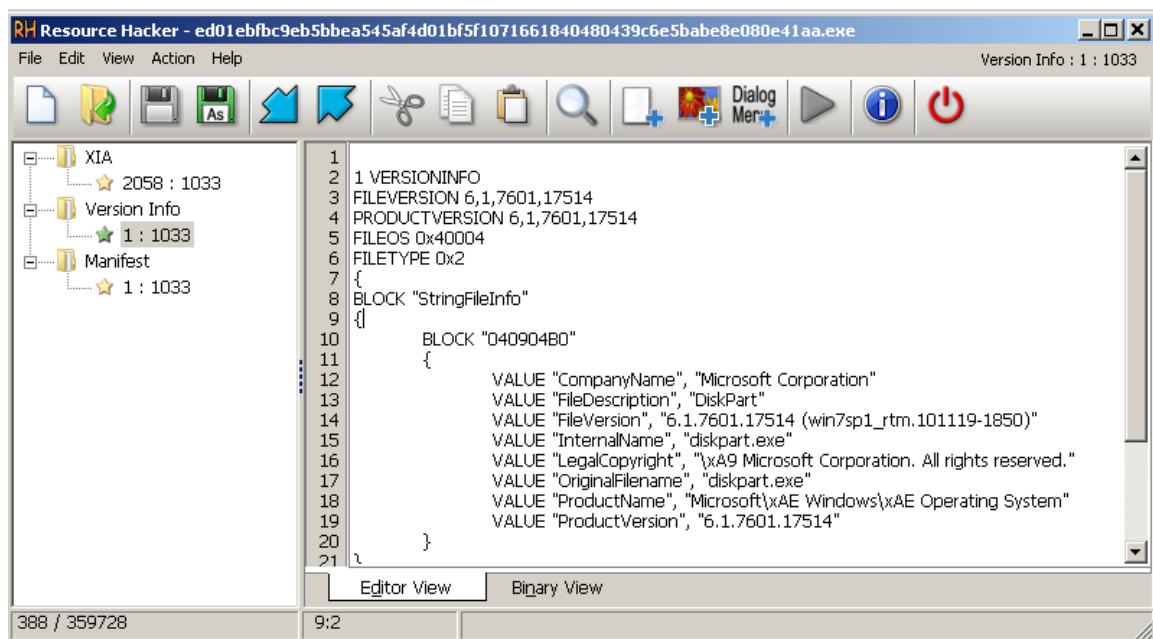 RH Resource Hacker - ed01ebfbc9eb5bbea545af4d01bf5f1071661840480439c6e5babe8e080e41aa.exe
File Edit View Action Help Version Info : 1 : 1033
As Dialog Menu
XIA
2058 : 1033
Version Info
1 : 1033
Manifest
1 : 1033
1
2 1 VERSIONINFO
3 FILEVERSION 6,1,7601,17514
4 PRODUCTVERSION 6,1,7601,17514
5 FILEOS 0x40004
6 FILETYPE 0x2
7 {
8 BLOCK "StringFileInfo"
9 {
10 BLOCK "040904B0"
11 {
12 VALUE "CompanyName", "Microsoft Corporation"
13 VALUE "FileDescription", "DiskPart"
14 VALUE "FileVersion", "6.1.7601.17514 (win7sp1_rtm.101119-1850)"
15 VALUE "InternalName", "diskpart.exe"
16 VALUE "LegalCopyright", "\xA9 Microsoft Corporation. All rights reserved."
17 VALUE "OriginalFilename", "diskpart.exe"
18 VALUE "ProductName", "Microsoft\xAE Windows\xAE Operating System"
19 VALUE "ProductVersion", "6.1.7601.17514"
20 }
21 }
Editor View Binary View
388 / 359728 9:2